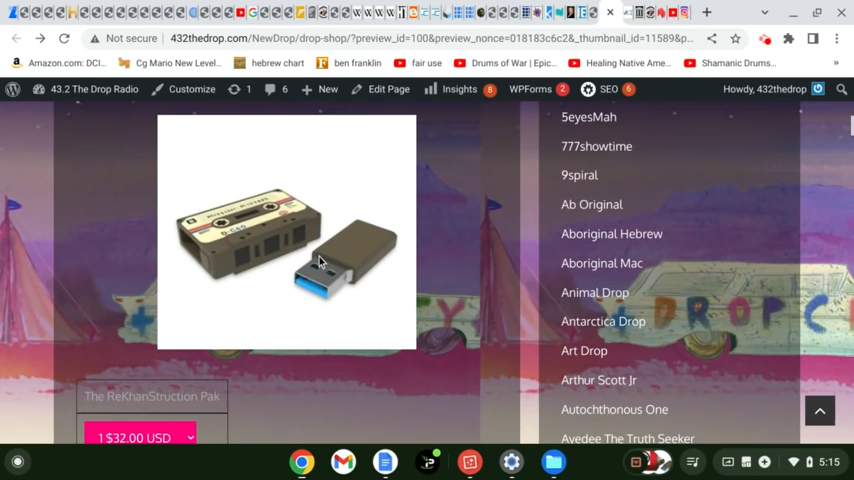 Not secure
432thedrop.com/NewDrop/drop-shop/?preview_id=100&preview_nonce=018183c6c2&_thumbnail_id=11589&p...
Amazon.com: DCI...
Cg Mario New Level...
hebrew chart
ben franklin
fair use
Drums of War | Epic...
Healing Native Ame...
Shamanic Drums...
»
43.2 The Drop Radio
Customize
1
6
New
Edit Page
Insights
8
WPForms
2
SEO
6
Howdy, 432thedrop
5eyesMah
777showtime
9spiral
Ab Original
Aboriginal Hebrew
Aboriginal Mac
Animal Drop
Antarctica Drop
Art Drop
Arthur Scott Jr
Autochthonous One
Avedee The Truth Seeker
D-C60
DROP
The ReKhanStruction Pak
1 $32.00 USD
5:15